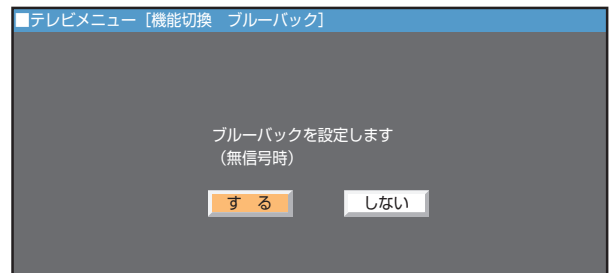 ■テレビメニュー［機能切換　ブルーバック］
ブルーバックを設定します
（無信号時）
す　る
しない